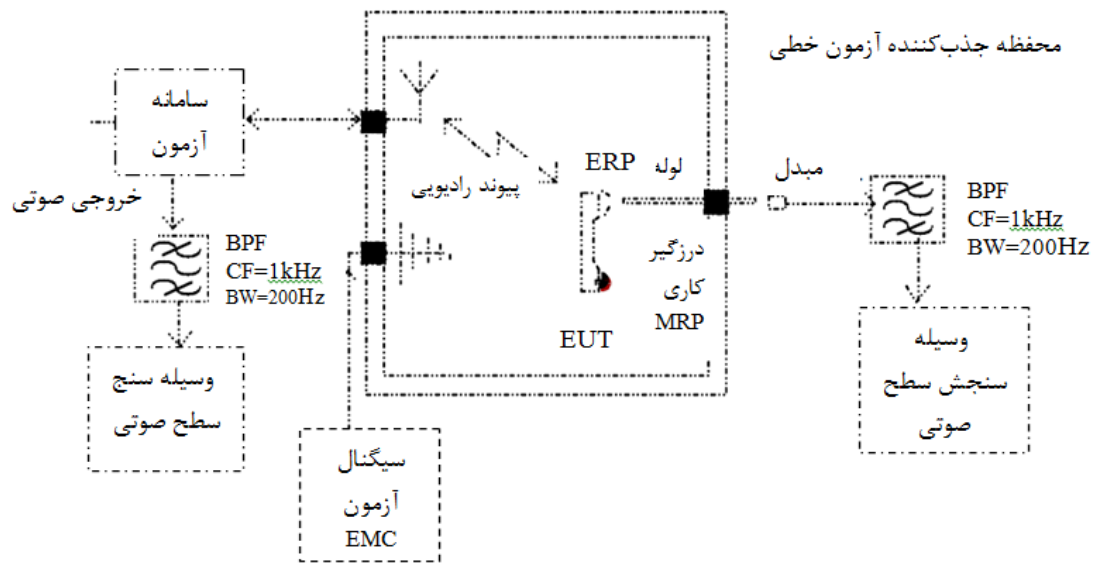 محفظه جذب‌کننده آزمون خطی
سامانه
آزمون
خروجی صوتی
BPF
CF=1kHz
BW=200Hz
وسیله سنج
سطح صوتی
سیگنال
آزمون
EMC
پیوند رادیویی
ERP
لوله
درزگیر
کاری
MRP
EUT
مبدل
BPF
CF=1kHz
BW=200Hz
وسیله
سنجش سطح
صوتی